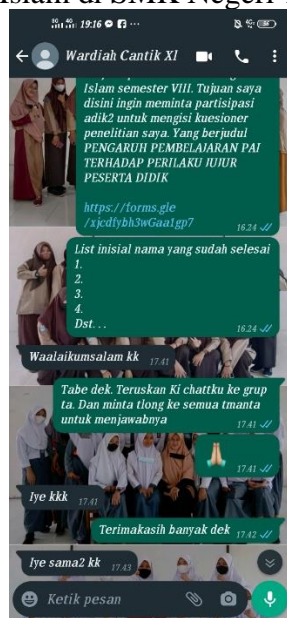 Islam di SMK Negeri
19:16
Wardiah Cantik XI
Islam semester VIII. Tujuan saya
disini ingin meminta partisipasi
adik2 untuk mengisi kuesioner
penelitian saya. Yang berjudul
PENGARUH PEMBELAJARAN PAI
TERHADAP PERILAKU JUJUR
PESERTA DIDIK
https://forms.gle
/xjcdfybh3wGaa1gp7
16.24
List inisial nama yang sudah selesai
1.
2.
3.
4.
Dst. . .
16.24
Waalaikumsalam kk
17.41
Tabe dek. Teruskan Ki chattku ke grup
ta. Dan minta tlong ke semua tmanta
untuk menjawabnya
17.41
17.41
Iye kkk
17.41
Terimakasih banyak dek
17.42
Iye sama2 kk
17.43
Ketik pesan